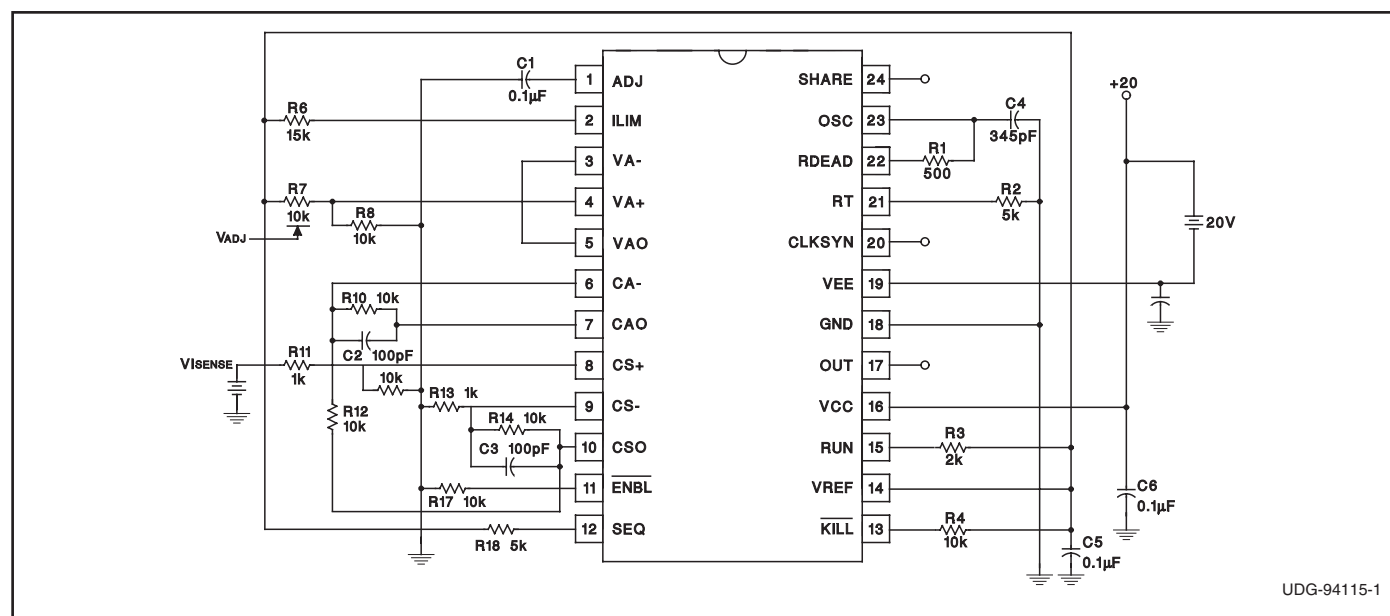 C1
0.1µF
R6
15k
R7
10k
R8
10k
VADJ
R10 10k
C2 100pF
R11
1k
VISENSE
10k
R12
10k
R13 1k
R14 10k
C3 100pF
R17 10k
R18 5k
1 ADJ
2 ILIM
3 VA-
4 VA+
5 VAO
6 CA-
7 CAO
8 CS+
9 CS-
10 CSO
11 ENBL
12 SEQ
SHARE 24
OSC 23
RDEAD 22
RT 21
CLKSYN 20
VEE 19
GND 18
OUT 17
VCC 16
RUN 15
VREF 14
KILL 13
C4
345pF
R1
500
R2
5k
+20
20V
R3
2k
R4
10k
C6
0.1µF
C5
0.1µF
UDG-94115-1